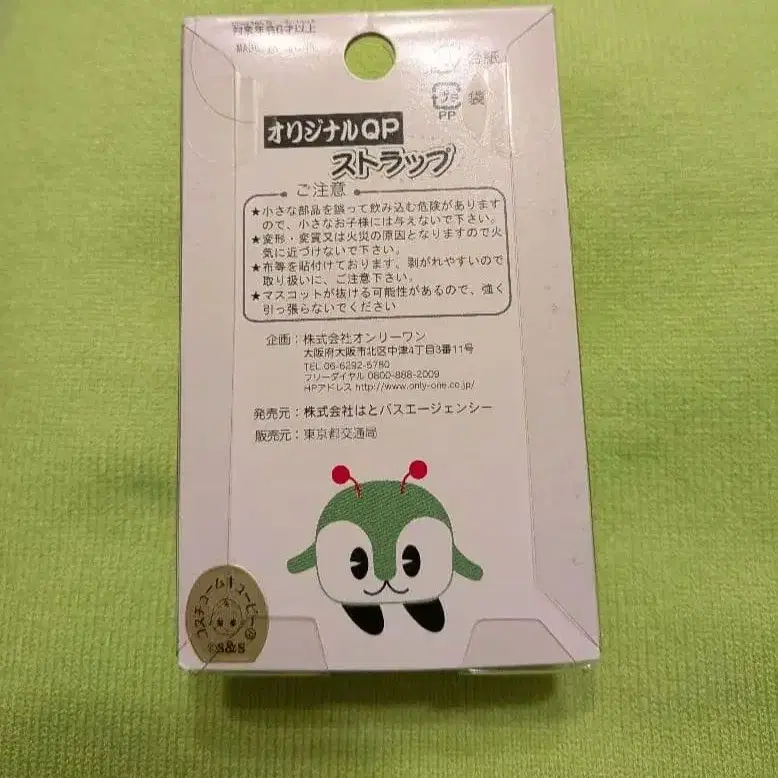 対象年齢6才以上
MADE IN CHINA
台紙
袋
PP
オリジナルQP
ストラップ
ご注意
★小さな部品を誤って飲み込む危険があります
ので、小さなお子様には与えないで下さい。
★変形・変質又は火災の原因となりますので火
気に近づけないで下さい。
★布等を貼付けております。剥がれやすいので
取り扱いに、ご注意下さい。
★マスコットが抜ける可能性があるので、強く
引っ張らないでください
企画：株式会社オンリーワン
大阪府大阪市北区中津4丁目3番11号
TEL.06-6292-5780
フリーダイヤル 0800-888-2009
HPアドレス http://www.only-one.co.jp/
発売元：株式会社はとバスエージェンシー
販売元：東京都交通局
コスチュームキューピー®
©S&S